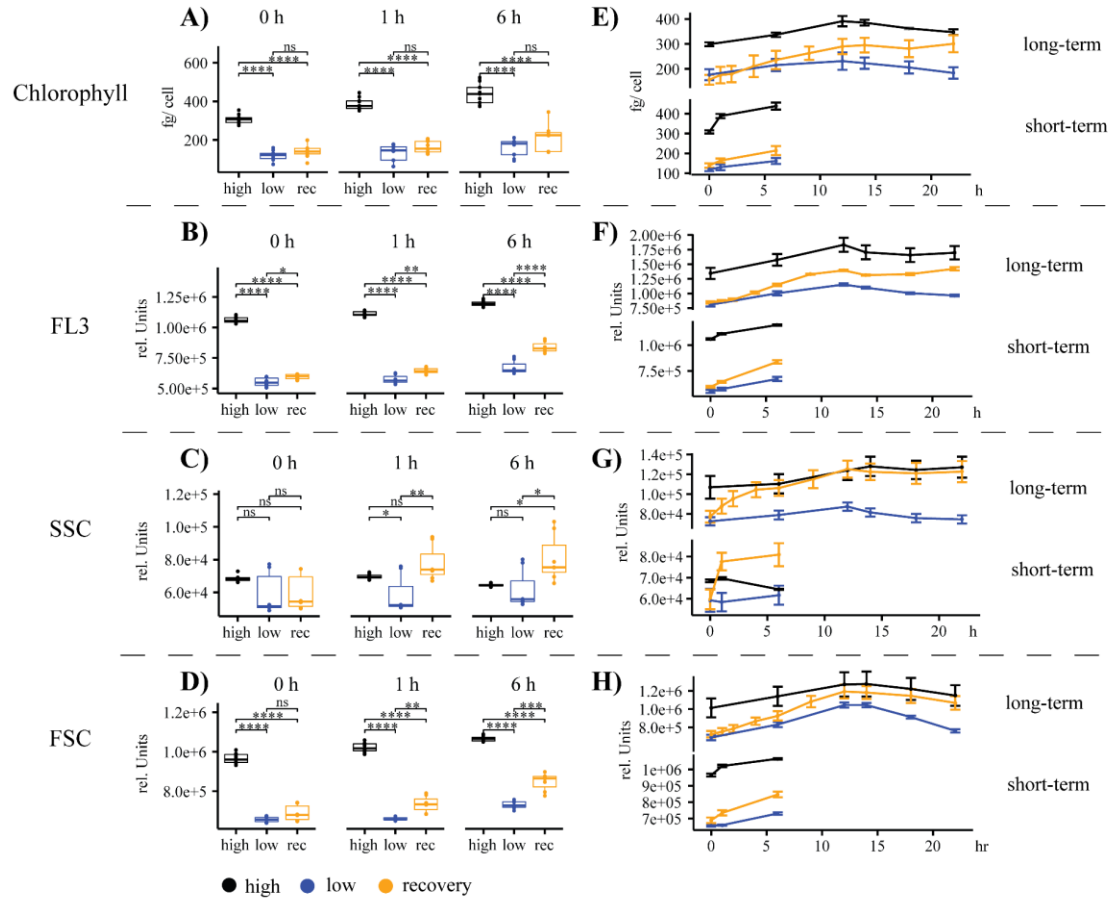 A) 0 h 1 h 6 h
Chlorophyll
fg/ cell
600
400
200
ns ns ns
**** **** ****
**** **** ****
high low rec high low rec high low rec
E)
fg/ cell
400
300
200
long-term
400
300
200
100
short-term
0 5 10 15 20 h
B) 0 h 1 h 6 h
FL3
rel. Units
1.25e+6
1.00e+6
7.50e+5
5.00e+5
* ** ****
**** **** ****
**** **** ****
high low rec high low rec high low rec
F)
rel. Units
2.00e+6
1.75e+6
1.50e+6
1.25e+6
1.00e+6
7.50e+5
long-term
1.0e+6
7.5e+5
short-term
0 5 10 15 20 h
C) 0 h 1 h 6 h
SSC
rel. Units
1.2e+5
1.0e+5
8.0e+4
6.0e+4
ns ** *
ns ns *
ns * ns
high low rec high low rec high low rec
G)
rel. Units
1.4e+5
1.2e+5
1.0e+5
8.0e+4
long-term
8.0e+4
7.0e+4
6.0e+4
short-term
0 5 10 15 20 h
D) 0 h 1 h 6 h
FSC
rel. Units
1.2e+6
1.0e+6
8.0e+5
ns ** ***
**** **** ****
**** **** ****
high low rec high low rec high low rec
H)
rel. Units
1.2e+6
1.0e+6
8.0e+5
long-term
1e+06
9e+05
8e+05
7e+05
short-term
0 5 10 15 20 hr
high low recovery